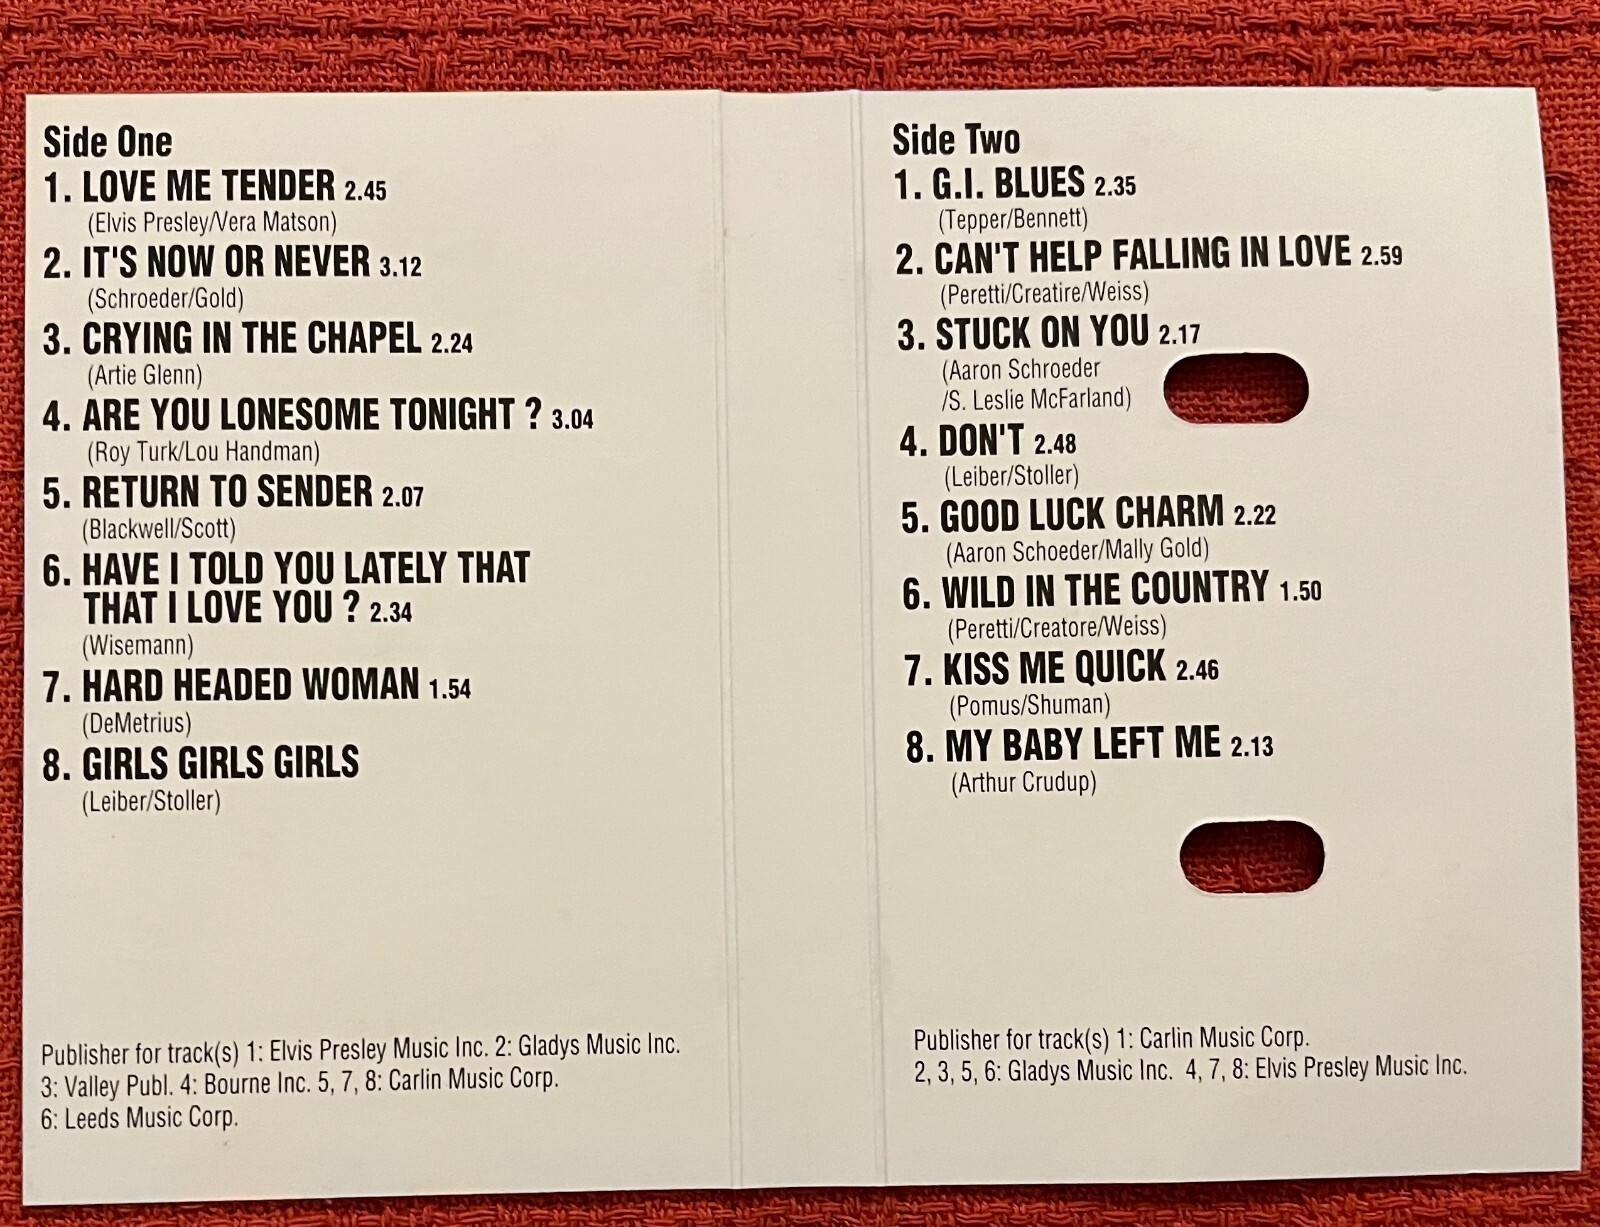 Side One
1. LOVE ME TENDER 2.45
(Elvis Presley/Vera Matson)
2. IT'S NOW OR NEVER 3.12
(Schroeder/Gold)
3. CRYING IN THE CHAPEL 2.24
(Artie Glenn)
4. ARE YOU LONESOME TONIGHT ? 3.04
(Roy Turk/Lou Handman)
5. RETURN TO SENDER 2.07
(Blackwell/Scott)
6. HAVE I TOLD YOU LATELY THAT
THAT I LOVE YOU ? 2.34
(Wisemann)
7. HARD HEADED WOMAN 1.54
(DeMetrius)
8. GIRLS GIRLS GIRLS
(Leiber/Stoller)
Publisher for track(s) 1: Elvis Presley Music Inc. 2: Gladys Music Inc.
3: Valley Publ. 4: Bourne Inc. 5, 7, 8: Carlin Music Corp.
6: Leeds Music Corp.
Side Two
1. G.I. BLUES 2.35
(Tepper/Bennett)
2. CAN'T HELP FALLING IN LOVE 2.59
(Peretti/Creatire/Weiss)
3. STUCK ON YOU 2.17
(Aaron Schroeder
/S. Leslie McFarland)
4. DON'T 2.48
(Leiber/Stoller)
5. GOOD LUCK CHARM 2.22
(Aaron Schoeder/Mally Gold)
6. WILD IN THE COUNTRY 1.50
(Peretti/Creatore/Weiss)
7. KISS ME QUICK 2.46
(Pomus/Shuman)
8. MY BABY LEFT ME 2.13
(Arthur Crudup)
Publisher for track(s) 1: Carlin Music Corp.
2, 3, 5, 6: Gladys Music Inc. 4, 7, 8: Elvis Presley Music Inc.